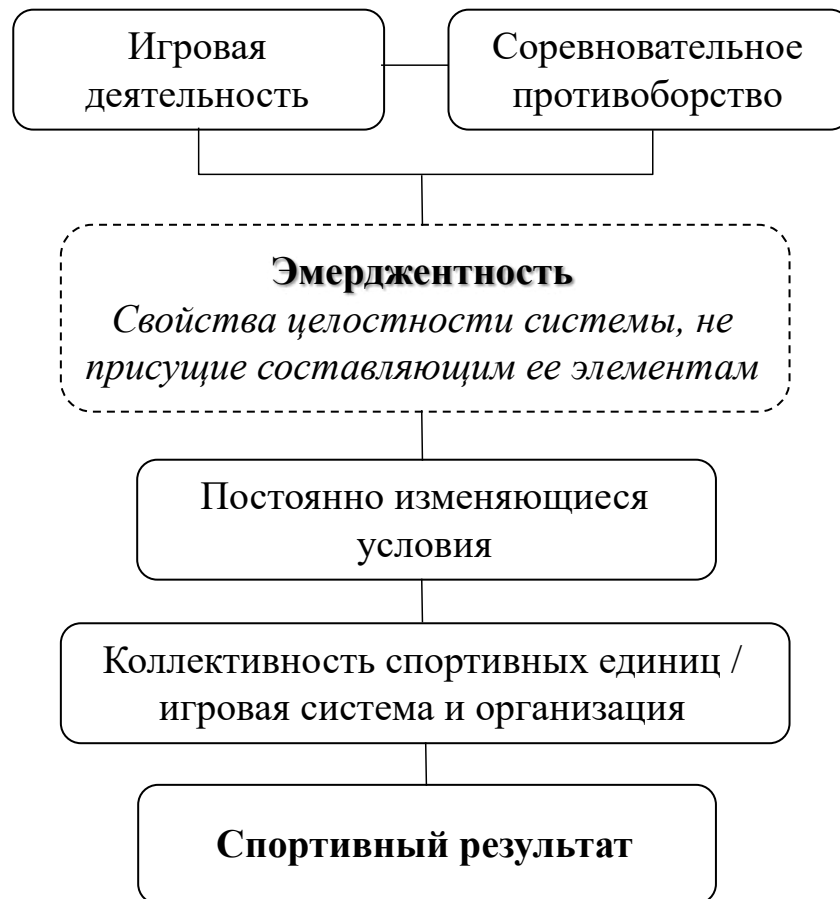 Игровая
деятельность
Соревновательное
противоборство
Эмерджентность
Свойства целостности системы, не
присущие составляющим ее элементам
Постоянно изменяющиеся
условия
Коллективность спортивных единиц /
игровая система и организация
Спортивный результат